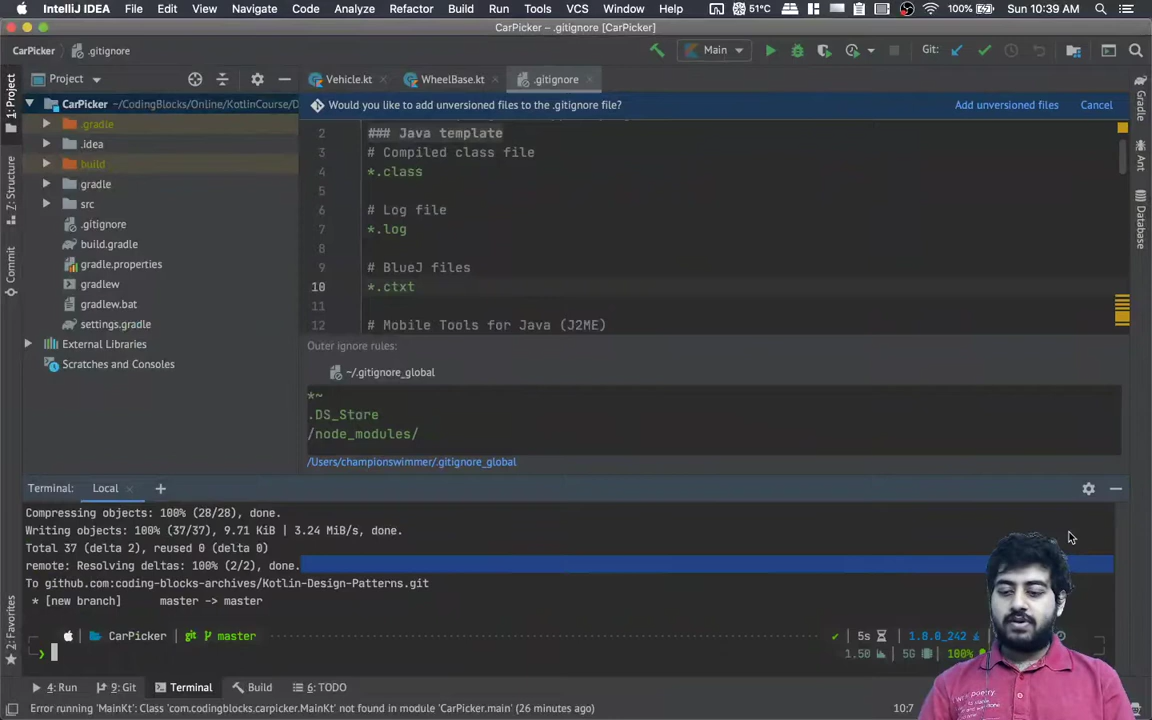 IntelliJ IDEA File Edit View Navigate Code Analyze Refactor Build Run Tools VCS Window Help 51°C 100% Sun 10:39 AM
CarPicker – .gitignore [CarPicker]
CarPicker .gitignore Main Git:
Project Vehicle.kt WheelBase.kt .gitignore
CarPicker ~/CodingBlocks/Online/KotlinCourse/D
Would you like to add unversioned files to the .gitignore file? Add unversioned files Cancel
.gradle
.idea
build
gradle
src
.gitignore
build.gradle
gradle.properties
gradlew
gradlew.bat
settings.gradle
External Libraries
Scratches and Consoles
2 ### Java template
3 # Compiled class file
4 *.class
5
6 # Log file
7 *.log
8
9 # BlueJ files
10 *.ctxt
11
12 # Mobile Tools for Java (J2ME)
Outer ignore rules:
~/.gitignore_global
*~
.DS_Store
/node_modules/
/Users/championswimmer/.gitignore_global
1: Project
7: Structure
Commit
2: Favorites
Gradle
Ant
Database
Terminal: Local +
Compressing objects: 100% (28/28), done.
Writing objects: 100% (37/37), 9.71 KiB | 3.24 MiB/s, done.
Total 37 (delta 2), reused 0 (delta 0)
remote: Resolving deltas: 100% (2/2), done.
To github.com:coding-blocks-archives/Kotlin-Design-Patterns.git
* [new branch] master -> master
CarPicker | git master 5s 1.8.0_242
1.50 5G 100%
4: Run 9: Git Terminal Build 6: TODO
Error running 'MainKt': Class 'com.codingblocks.carpicker.MainKt' not found in module 'CarPicker.main' (26 minutes ago) 10:7